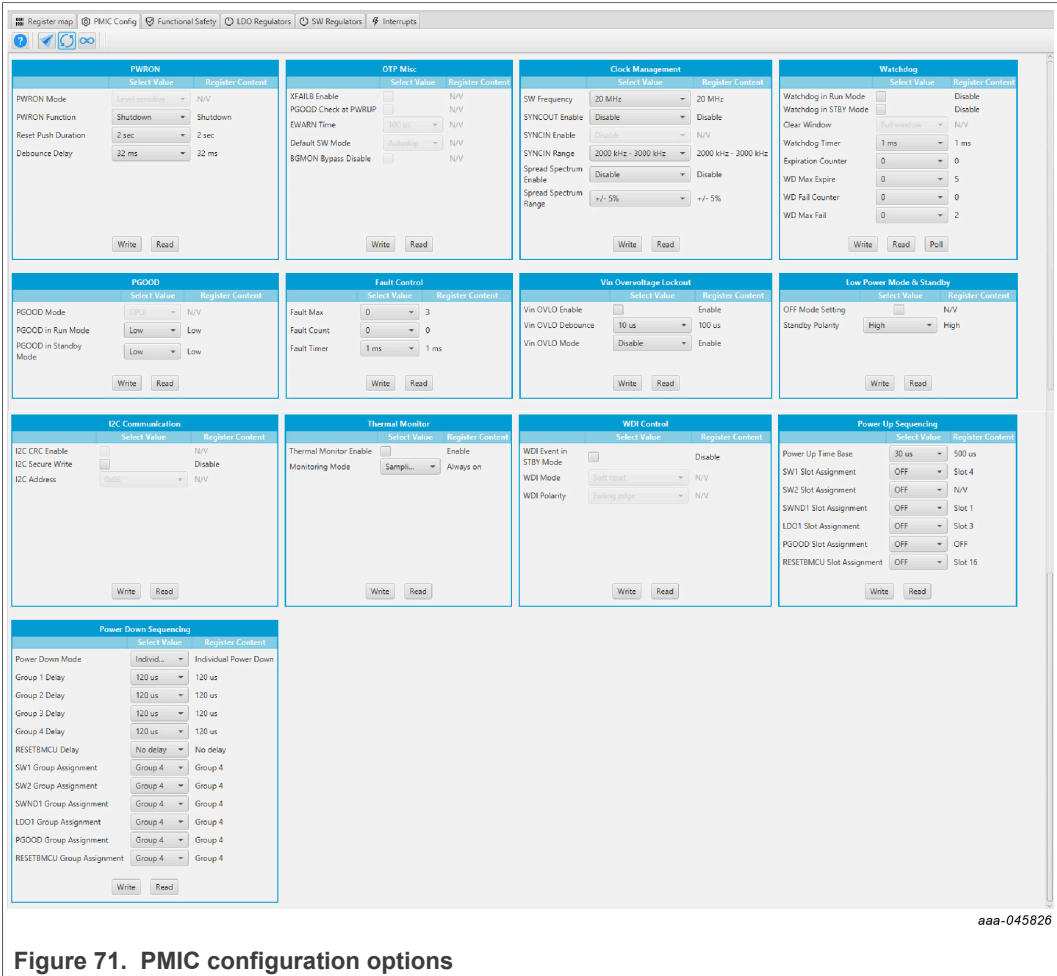 Register map PMIC Config Functional Safety LDO Regulators SW Regulators Interrupts
PWRON
Select Value Register Content
PWRON Mode Level sensitive N/V
PWRON Function Shutdown Shutdown
Reset Push Duration 2 sec 2 sec
Debounce Delay 32 ms 32 ms
Write Read
OTP Misc
Select Value Register Content
XFAILB Enable N/V
PGOOD Check at PWRUP N/V
EWARN Time 100 us N/V
Default SW Mode Autoskip N/V
BGMON Bypass Disable N/V
Write Read
Clock Management
Select Value Register Content
SW Frequency 20 MHz 20 MHz
SYNCOUT Enable Disable Disable
SYNCIN Enable Disable N/V
SYNCIN Range 2000 kHz - 3000 kHz 2000 kHz - 3000 kHz
Spread Spectrum
Enable Disable Disable
Spread Spectrum
Range +/- 5% +/- 5%
Write Read
Watchdog
Select Value Register Content
Watchdog in Run Mode Disable
Watchdog in STBY Mode Disable
Clear Window Full window N/V
Watchdog Timer 1 ms 1 ms
Expiration Counter 0 0
WD Max Expire 0 5
WD Fail Counter 0 0
WD Max Fail 0 2
Write Read Poll
PGOOD
Select Value Register Content
PGOOD Mode GPO N/V
PGOOD in Run Mode Low Low
PGOOD in Standby
Mode Low Low
Write Read
Fault Control
Select Value Register Content
Fault Max 0 3
Fault Count 0 0
Fault Timer 1 ms 1 ms
Write Read
Vin Overvoltage Lockout
Select Value Register Content
Vin OVLO Enable Enable
Vin OVLO Debounce 10 us 100 us
Vin OVLO Mode Disable Enable
Write Read
Low Power Mode & Standby
Select Value Register Content
OFF Mode Setting N/V
Standby Polarity High High
Write Read
I2C Communication
Select Value Register Content
I2C CRC Enable N/V
I2C Secure Write Disable
I2C Address 0x08 N/V
Write Read
Thermal Monitor
Select Value Register Content
Thermal Monitor Enable Enable
Monitoring Mode Sampli... Always on
Write Read
WDI Control
Select Value Register Content
WDI Event in
STBY Mode Disable
WDI Mode Soft reset N/V
WDI Polarity Falling edge N/V
Write Read
Power Up Sequencing
Select Value Register Content
Power Up Time Base 30 us 500 us
SW1 Slot Assignment OFF Slot 4
SW2 Slot Assignment OFF N/V
SWND1 Slot Assignment OFF Slot 1
LDO1 Slot Assignment OFF Slot 3
PGOOD Slot Assignment OFF OFF
RESETBMCU Slot Assignment OFF Slot 16
Write Read
Power Down Sequencing
Select Value Register Content
Power Down Mode Individ... Individual Power Down
Group 1 Delay 120 us 120 us
Group 2 Delay 120 us 120 us
Group 3 Delay 120 us 120 us
Group 4 Delay 120 us 120 us
RESETBMCU Delay No delay No delay
SW1 Group Assignment Group 4 Group 4
SW2 Group Assignment Group 4 Group 4
SWND1 Group Assignment Group 4 Group 4
LDO1 Group Assignment Group 4 Group 4
PGOOD Group Assignment Group 4 Group 4
RESETBMCU Group Assignment Group 4 Group 4
Write Read
aaa-045826
Figure 71. PMIC configuration options